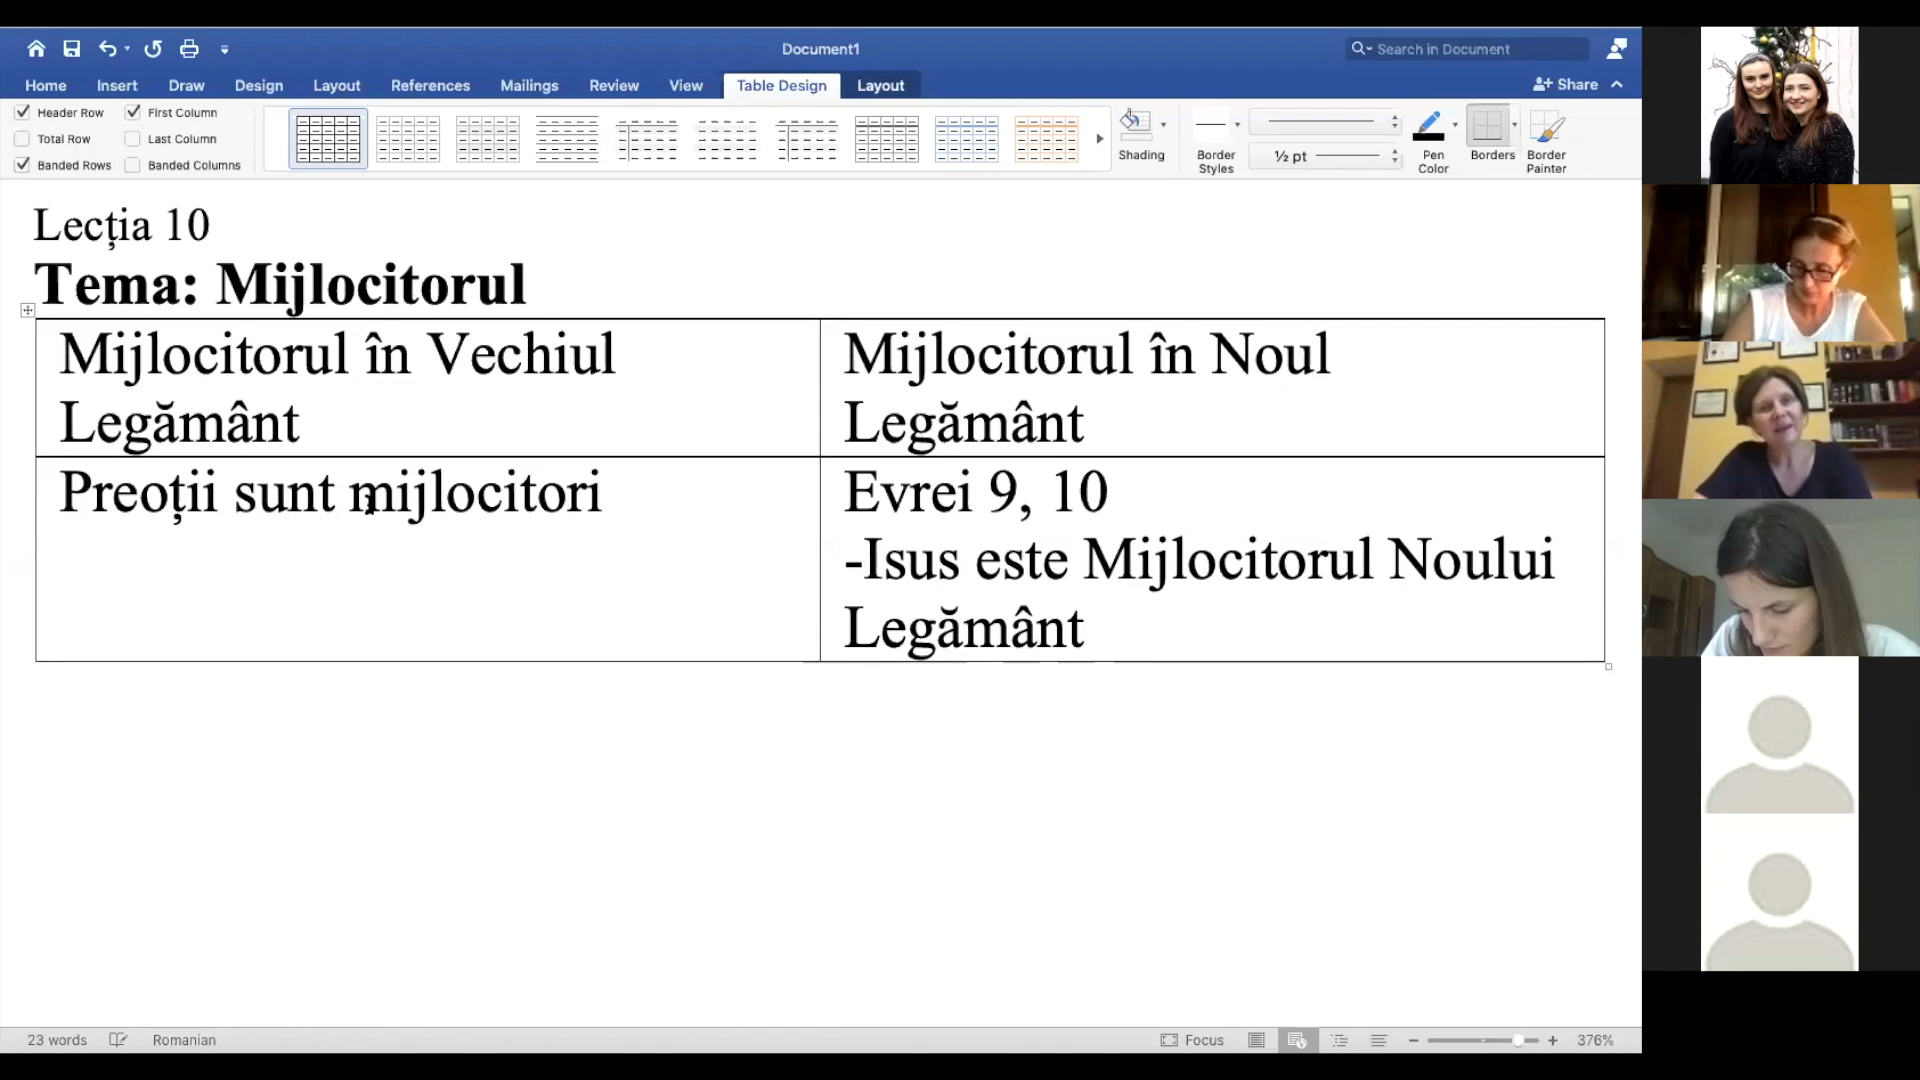 Document1
Search in Document
Home Insert Draw Design Layout References Mailings Review View Table Design Layout
Share
Header Row First Column
Total Row Last Column
Banded Rows Banded Columns
Shading
Border Styles
½ pt
Pen Color
Borders
Border Painter
Lecția 10
Tema: Mijlocitorul
Mijlocitorul în Vechiul
Legământ
Mijlocitorul în Noul
Legământ
Preoții sunt mijlocitori
Evrei 9, 10
-Isus este Mijlocitorul Noului
Legământ
23 words Romanian Focus 376%